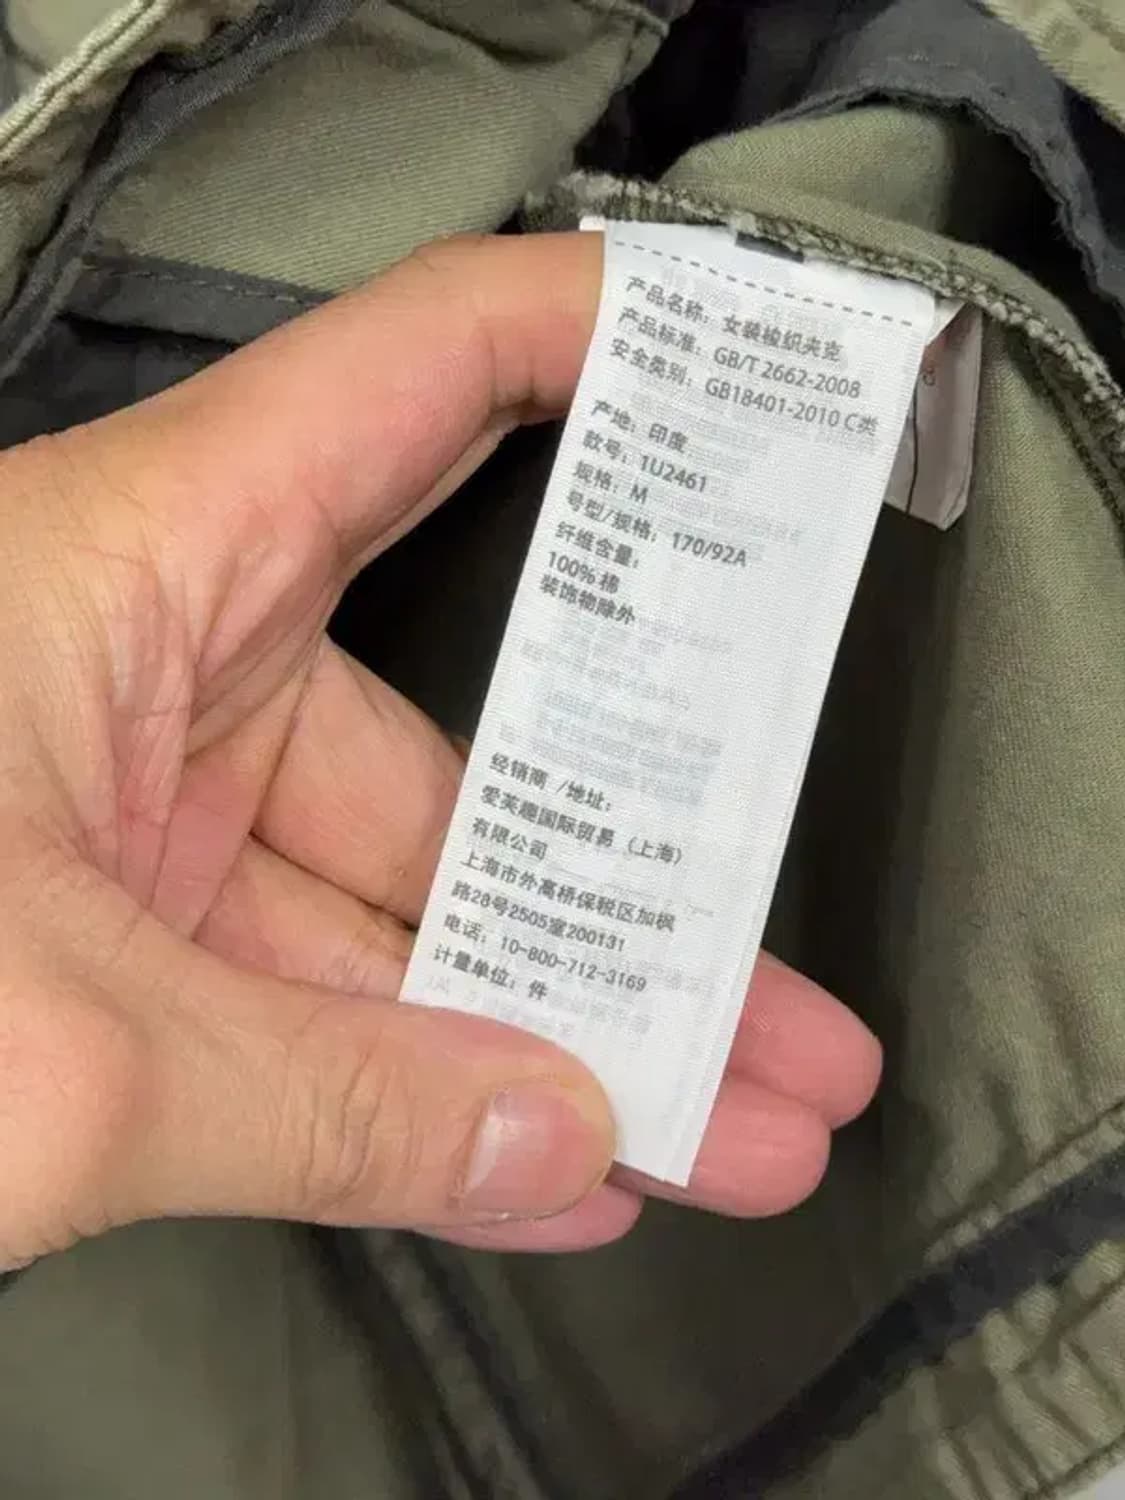 产品名称：女装梭织夹克
产品标准：GB/T 2662-2008
安全类别：GB18401-2010 C类
产地：印度
款号：1U2461
规格：M
号型/规格：170/92A
纤维含量：
100% 棉
装饰物除外
经销商 /地址：
爱芙趣国际贸易（上海）
有限公司
上海市外高桥保税区加枫
路28号2505室200131
电话：10-800-712-3169
计量单位：件